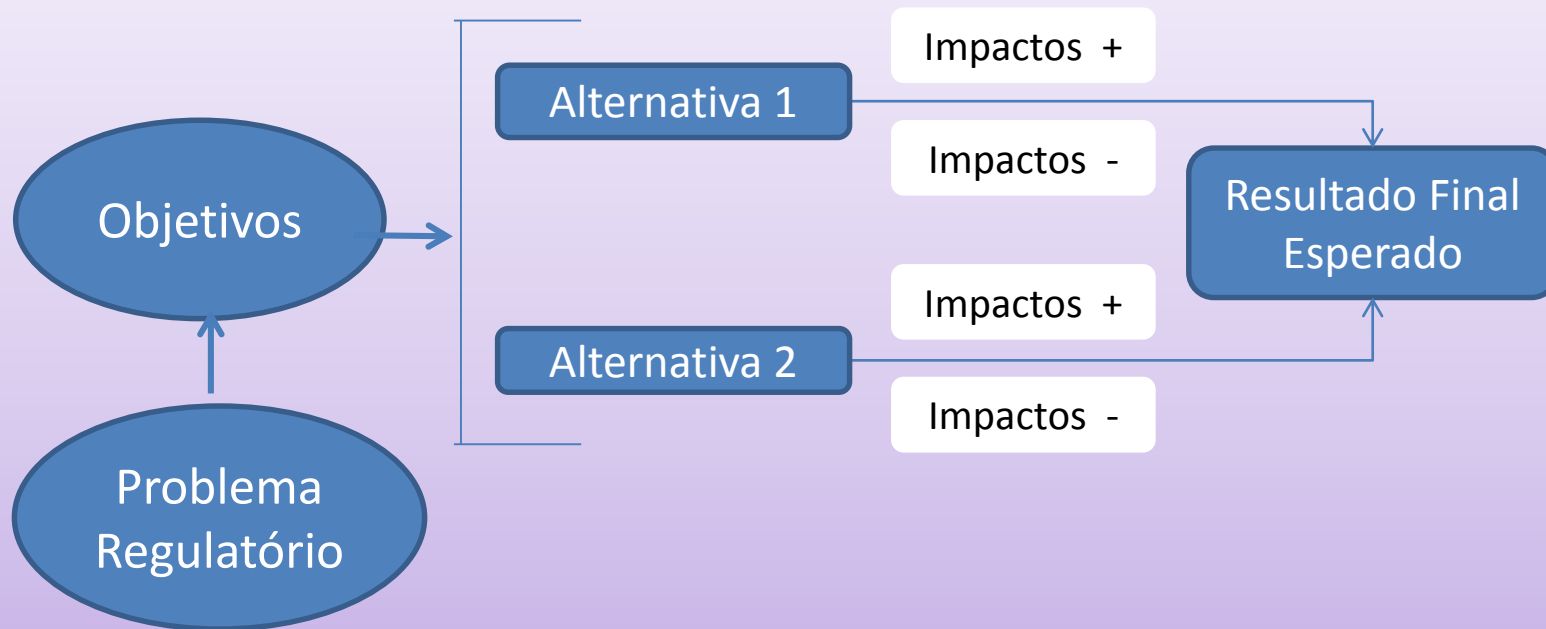 Impactos +
Alternativa 1
Impactos -
Objetivos
Resultado Final
Esperado
Impactos +
Alternativa 2
Impactos -
Problema
Regulatório